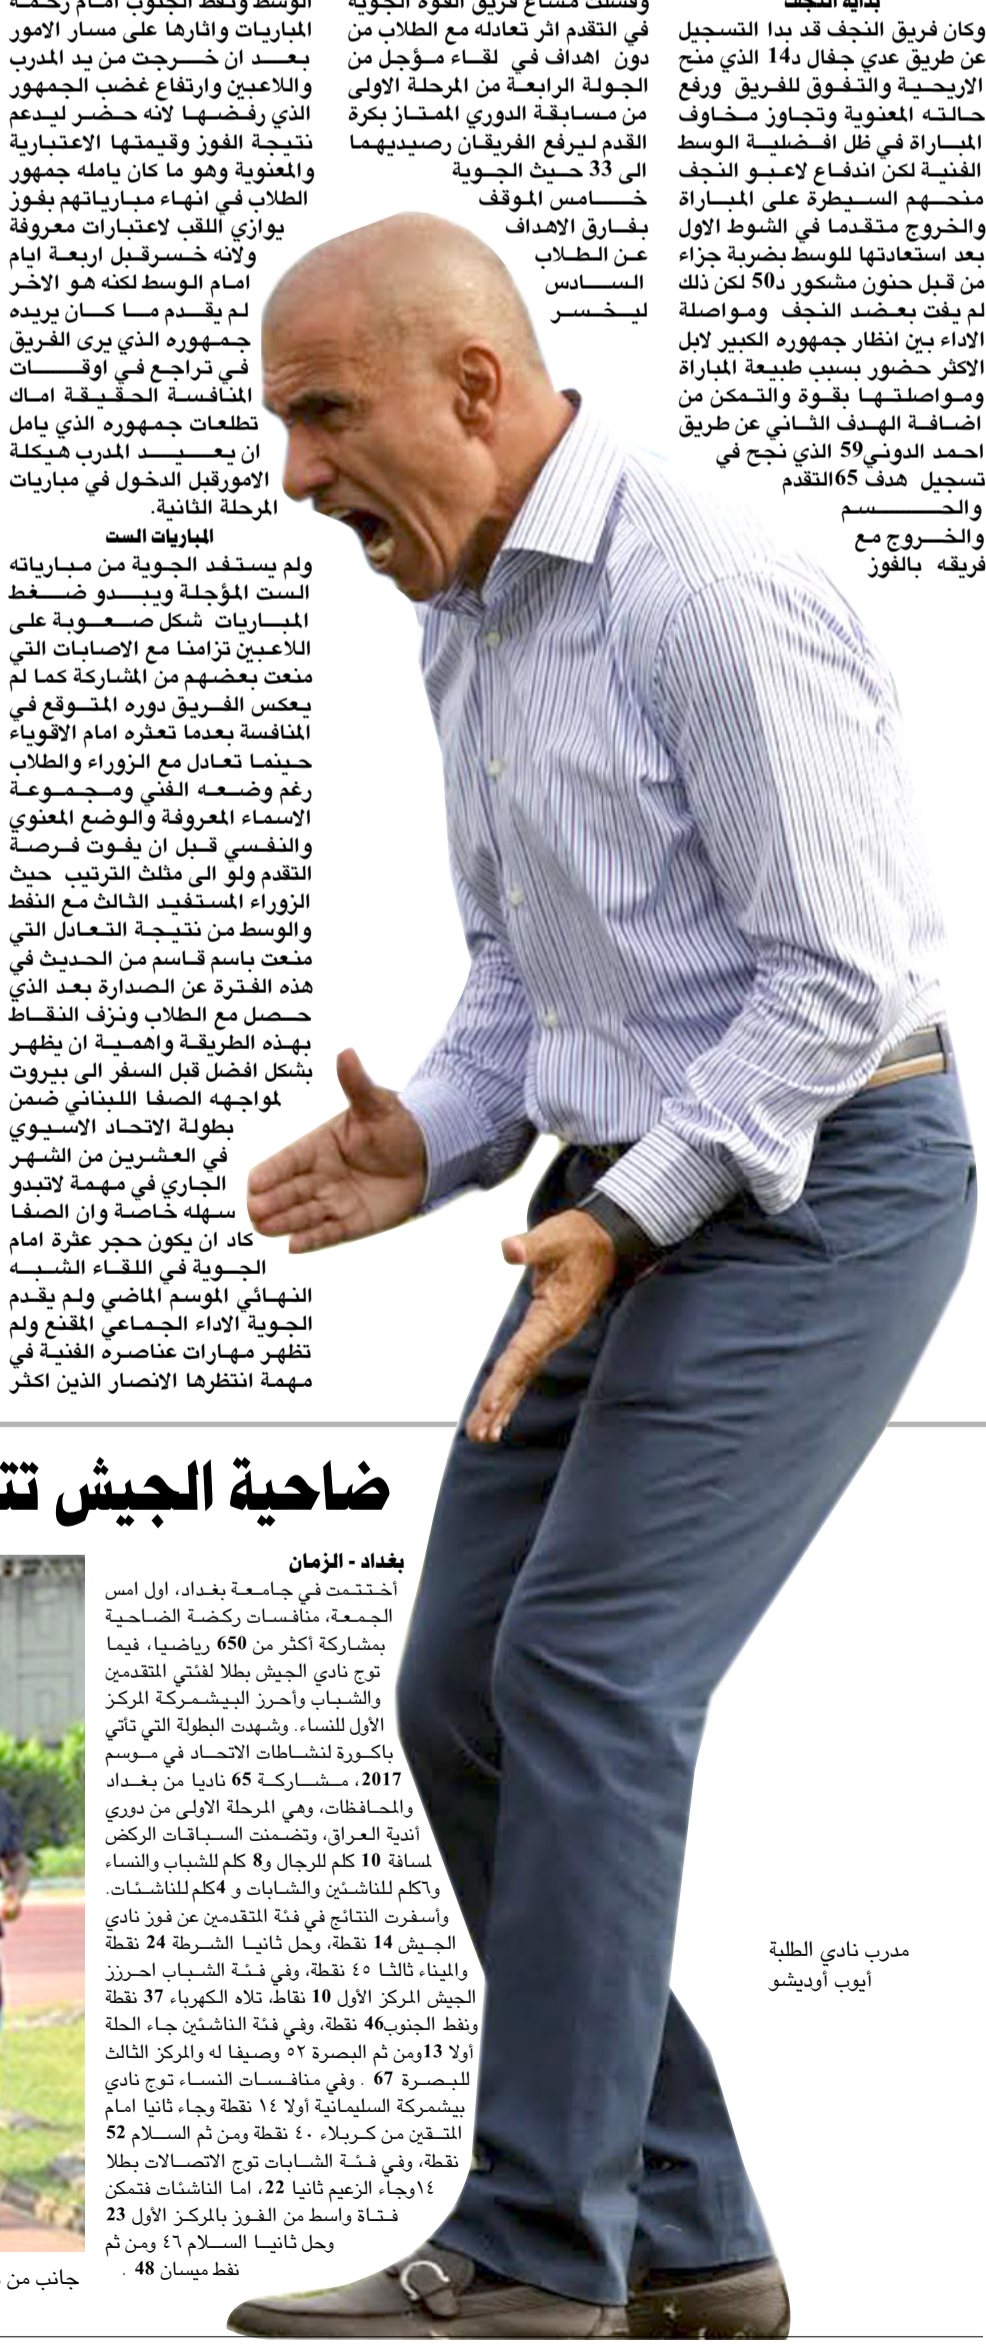 بداية النجف
وكان فريق النجف قد بدا التسجيل
عن طريق عدي جفال د14 الذي منح
الاريحية والتفوق للفريق ورفع
حالته المعنوية وتجاوز مخاوف
المباراة في ظل افضلية الوسط
الفنية لكن اندفاع لاعبو النجف
منحهم السيطرة على المباراة
والخروج متقدما في الشوط الاول
بعد استعادتها للوسط بضربة جزاء
من قبل حنون مشكور د50 لكن ذلك
لم يفت بعضد النجف ومواصلة
الاداء بين انظار جمهوره الكبير لابل
الاكثر حضور بسبب طبيعة المباراة
ومواصلتها بقوة والتمكن من
اضافة الهدف الثاني عن طريق
احمد الدوني59 الذي نجح في
تسجيل هدف 65التقدم
والحسم
والخروج مع
فريقه بالفوز
وفشلت مساع فريق القوة الجوية
في التقدم اثر تعادله مع الطلاب من
دون اهداف في لقاء مؤجل من
الجولة الرابعة من المرحلة الاولى
من مسابقة الدوري الممتاز بكرة
القدم ليرفع الفريقان رصيديهما
الى 33 حيث الجوية
خامس الموقف
بفارق الاهداف
عن الطلاب
السادس
ليخسر
الوسط ونفط الجنوب امام رحمة
المباريات واثارها على مسار الامور
بعد ان خرجت من يد المدرب
واللاعبين وارتفاع غضب الجمهور
الذي رفضها لانه حضر ليدعم
نتيجة الفوز وقيمتها الاعتبارية
والمعنوية وهو ما كان يامله جمهور
الطلاب في انهاء مبارياتهم بفوز
يوازي اللقب لاعتبارات معروفة
ولانه خسرقبل اربعة ايام
امام الوسط لكنه هو الاخر
لم يقدم ما كان يريده
جمهوره الذي يرى الفريق
في تراجع في اوقات
المنافسة الحقيقة اماك
تطلعات جمهوره الذي يامل
ان يعيد المدرب هيكلة
الامورقبل الدخول في مباريات
المرحلة الثانية.
المباريات الست
ولم يستفد الجوية من مبارياته
الست المؤجلة ويبدو ضغط
المباريات شكل صعوبة على
اللاعبين تزامنا مع الاصابات التي
منعت بعضهم من المشاركة كما لم
يعكس الفريق دوره المتوقع في
المنافسة بعدما تعثره امام الاقوياء
حينما تعادل مع الزوراء والطلاب
رغم وضعه الفني ومجموعة
الاسماء المعروفة والوضع المعنوي
والنفسي قبل ان يفوت فرصة
التقدم ولو الى مثلث الترتيب حيث
الزوراء المستفيد الثالث مع النفط
والوسط من نتيجة التعادل التي
منعت باسم قاسم من الحديث في
هذه الفترة عن الصدارة بعد الذي
حصل مع الطلاب ونزف النقاط
بهذه الطريقة واهمية ان يظهر
بشكل افضل قبل السفر الى بيروت
لمواجهه الصفا اللبناني ضمن
بطولة الاتحاد الاسيوي
في العشرين من الشهر
الجاري في مهمة لاتبدو
سهله خاصة وان الصفا
كاد ان يكون حجر عثرة امام
الجوية في اللقاء الشبه
النهائي الموسم الماضي ولم يقدم
الجوية الاداء الجماعي المقنع ولم
تظهر مهارات عناصره الفنية في
مهمة انتظرها الانصار الذين اكثر
ضاحية الجيش
بغداد - الزمان
أختتمت في جامعة بغداد، اول امس
الجمعة، منافسات ركضة الضاحية
بمشاركة أكثر من 650 رياضيا، فيما
توج نادي الجيش بطلا لفئتي المتقدمين
والشباب وأحرز البيشمركة المركز
الأول للنساء. وشهدت البطولة التي تأتي
باكورة لنشاطات الاتحاد في موسم
2017، مشاركة 65 ناديا من بغداد
والمحافظات، وهي المرحلة الاولى من دوري
أندية العراق، وتضمنت السباقات الركض
لمسافة 10 كلم للرجال و8 كلم للشباب والنساء
و٦كلم للناشئين والشابات و 4كلم للناشئات.
وأسفرت النتائج في فئة المتقدمين عن فوز نادي
الجيش 14 نقطة، وحل ثانيا الشرطة 24 نقطة
والميناء ثالثا ٤٥ نقطة، وفي فئة الشباب احرزز
الجيش المركز الأول 10 نقاط، تلاه الكهرباء 37 نقطة
ونفط الجنوب46 نقطة، وفي فئة الناشئين جاء الحلة
أولا 13ومن ثم البصرة ٥٢ وصيفا له والمركز الثالث
للبصرة 67 . وفي منافسات النساء توج نادي
بيشمركة السليمانية أولا ١٤ نقطة وجاء ثانيا امام
المتقين من كربلاء ٤٠ نقطة ومن ثم السلام 52
نقطة، وفي فئة الشابات توج الاتصالات بطلا
١٤وجاء الزعيم ثانيا 22، اما الناشئات فتمكن
فتاة واسط من الفوز بالمركز الأول 23
وحل ثانيا السلام ٤٦ ومن ثم
نفط ميسان 48 .
مدرب نادي الطلبة
أيوب أوديشو
جانب من